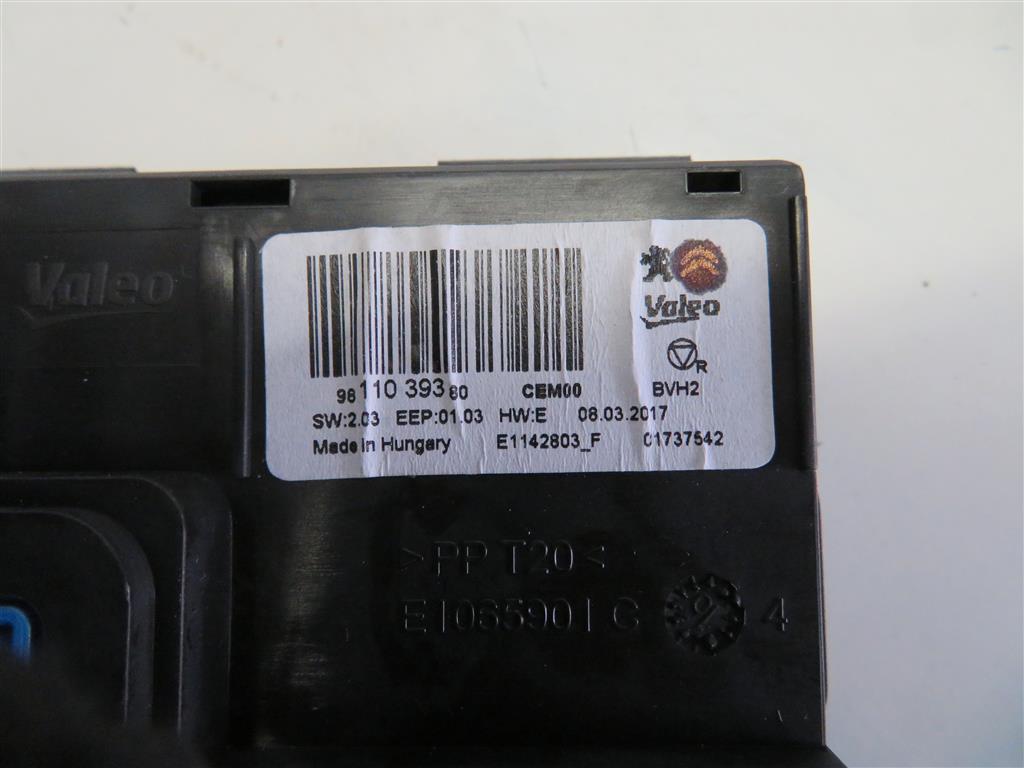 Valeo
Valeo
R
98 110 393 80 CEM00 BVH2
SW:2.03 EEP:01.03 HW:E 08.03.2017
Made in Hungary E1142803_F 01737542
>PP T20<
E1065901C 4